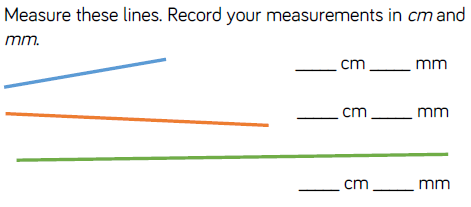 Measure these lines. Record your measurements in cm and
mm.
_____ cm _____ mm
_____ cm _____ mm
_____ cm _____ mm